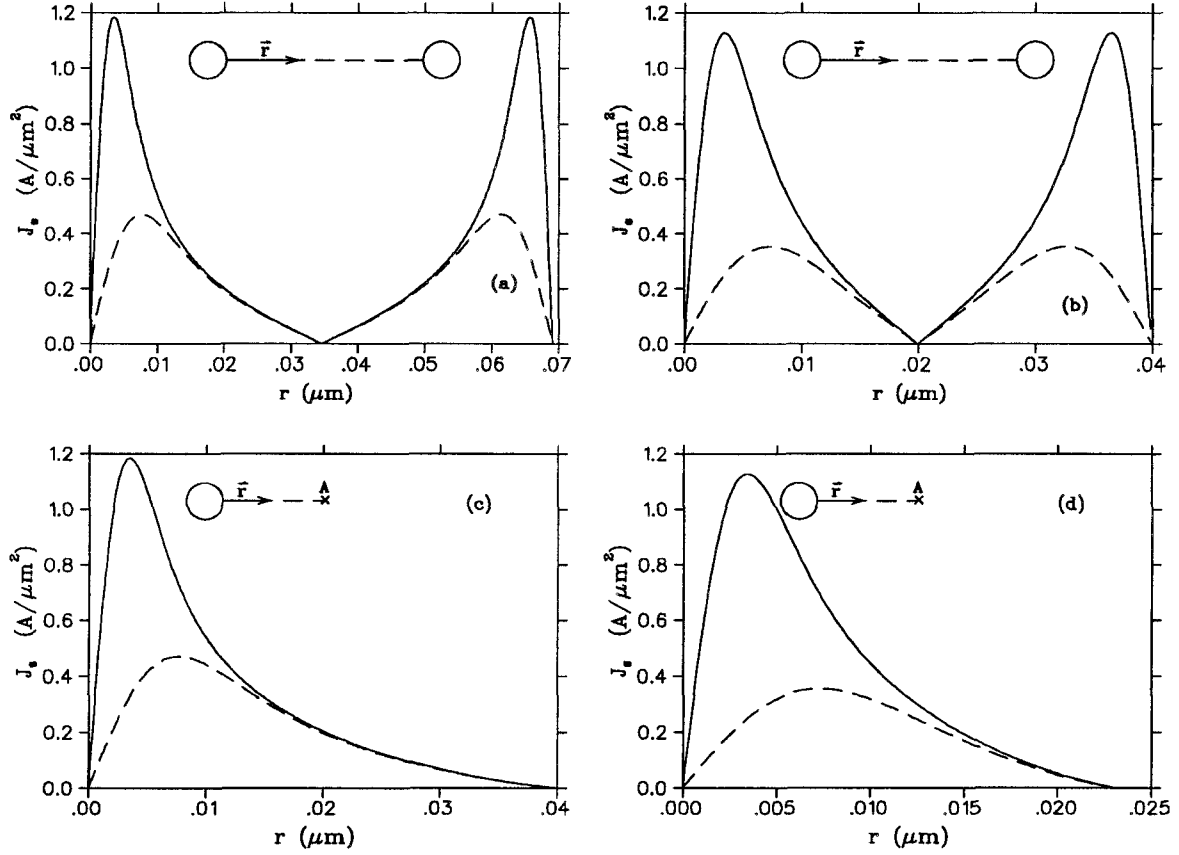 1.2
1.0
0.8
0.6
0.4
0.2
0.0
J_s (A/μm²)
r⃗
(a)
.00 .01 .02 .03 .04 .05 .06 .07
r (μm)
1.2
1.0
0.8
0.6
0.4
0.2
0.0
J_s (A/μm²)
r⃗
(b)
.00 .01 .02 .03 .04
r (μm)
1.2
1.0
0.8
0.6
0.4
0.2
0.0
J_s (A/μm²)
r⃗
A
×
(c)
.00 .01 .02 .03 .04
r (μm)
1.2
1.0
0.8
0.6
0.4
0.2
0.0
J_s (A/μm²)
r⃗
A
×
(d)
.000 .005 .010 .015 .020 .025
r (μm)